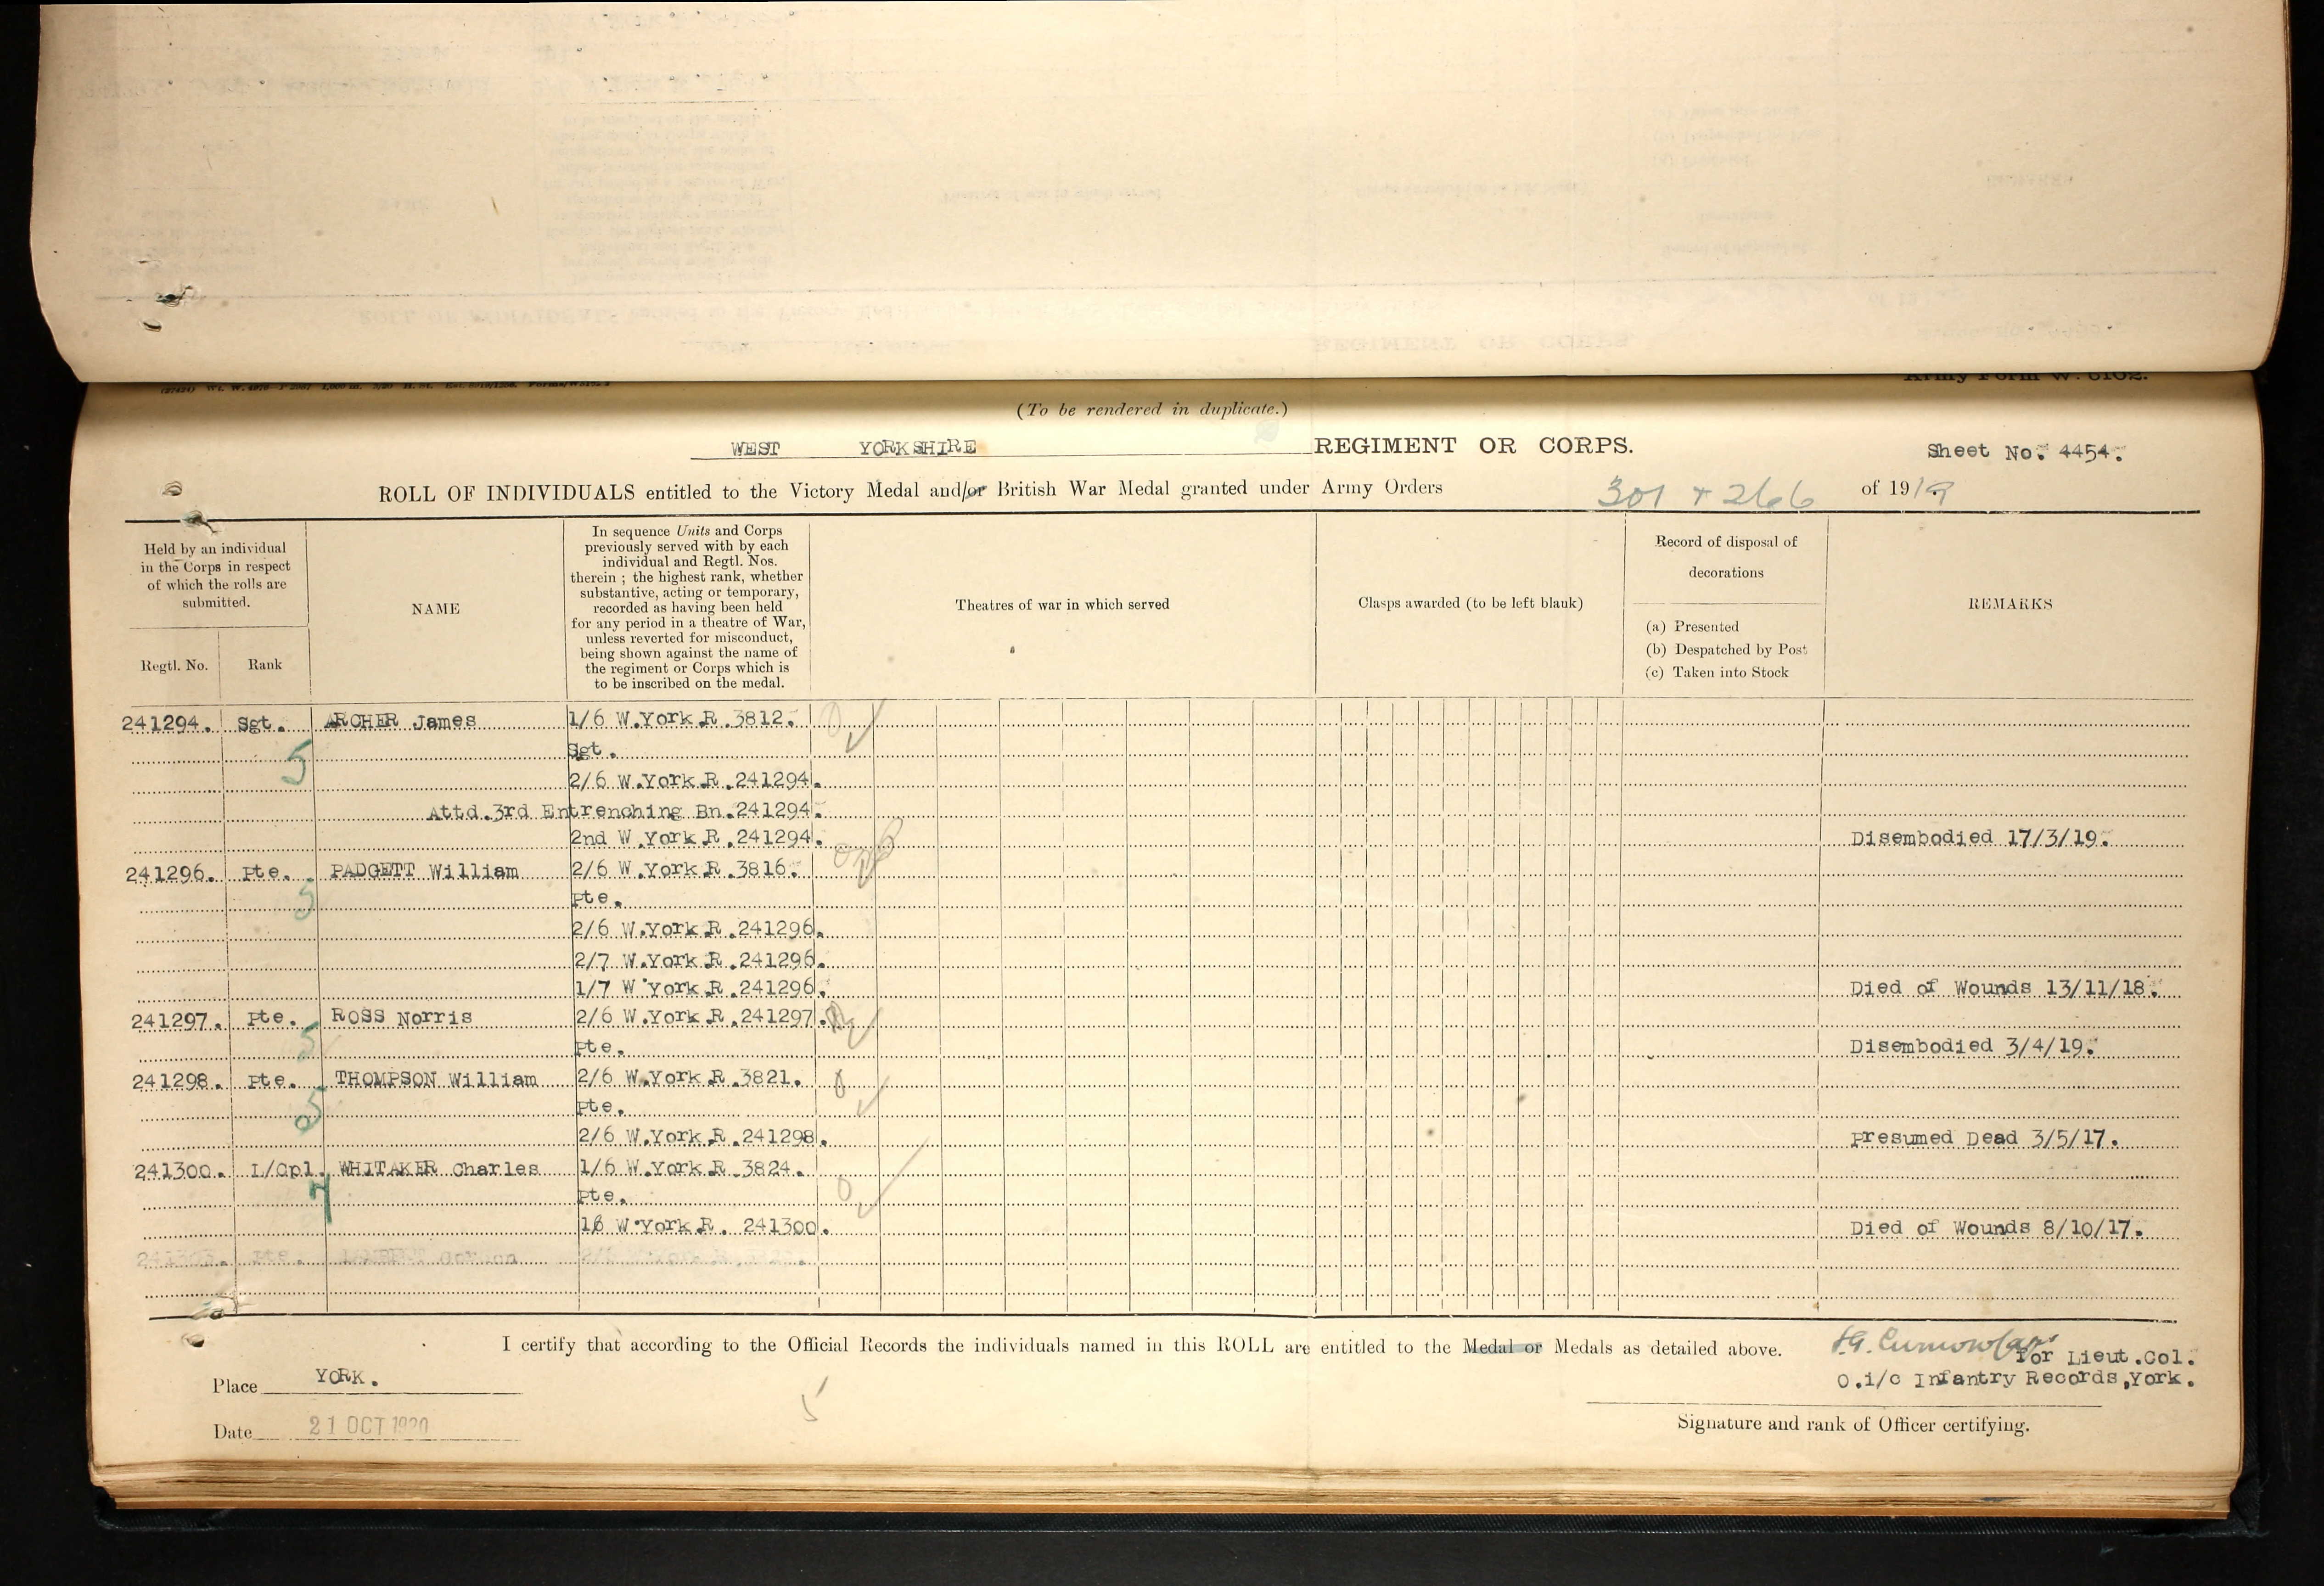 (To be rendered in duplicate.)
WEST YORKSHIRE REGIMENT OR CORPS. Sheet No. 4454.
ROLL OF INDIVIDUALS entitled to the Victory Medal and/or British War Medal granted under Army Orders 301 + 266 of 1919
Held by an individual
in the Corps in respect
of which the rolls are
submitted.
Regtl. No. Rank
NAME
In sequence Units and Corps
previously served with by each
individual and Regtl. Nos.
therein ; the highest rank, whether
substantive, acting or temporary,
recorded as having been held
for any period in a theatre of War,
unless reverted for misconduct,
being shown against the name of
the regiment or Corps which is
to be inscribed on the medal.
Theatres of war in which served
Clasps awarded (to be left blank)
Record of disposal of
decorations
(a) Presented
(b) Despatched by Post
(c) Taken into Stock
REMARKS
241294. Sgt. ARCHER James 1/6 W.York.R.3812.
5 Sgt.
2/6 W.York.R.241294.
Attd.3rd Entrenching Bn.241294.
2nd W.York.R.241294. Disembodied 17/3/19.
241296. Pte. PADGETT William 2/6 W.York.R.3816.
5 Pte.
2/6 W.York.R.241296.
2/7 W.York.R.241296.
1/7 W.York.R.241296. Died of Wounds 13/11/18.
241297. Pte. ROSS Norris 2/6 W.York.R.241297.
5 Pte. Disembodied 3/4/19.
241298. Pte. THOMPSON William 2/6 W.York.R.3821.
5 Pte.
2/6 W.York.R.241298. Presumed Dead 3/5/17.
241300. L/Cpl. WHITAKER Charles 1/6 W.York.R.3824.
Pte.
16 W.York.R. 241300. Died of Wounds 8/10/17.
I certify that according to the Official Records the individuals named in this ROLL are entitled to the Medal or Medals as detailed above.
for Lieut.Col.
O.i/c Infantry Records,York.
Place YORK.
Date 21 OCT 1920
Signature and rank of Officer certifying.